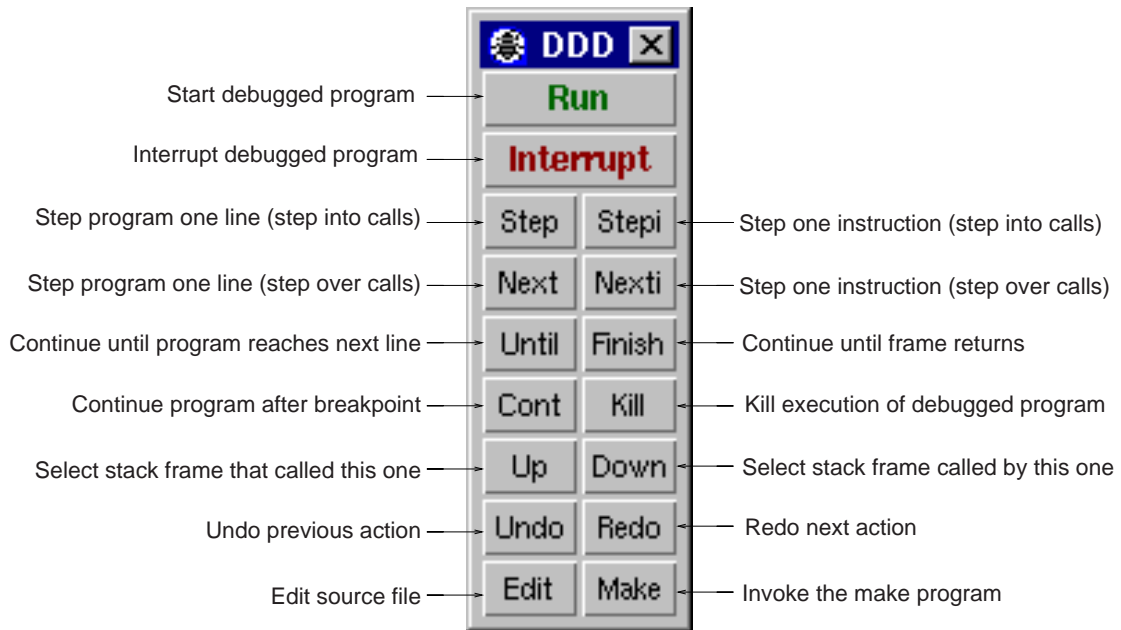 DDD
Start debugged program
Run
Interrupt debugged program
Interrupt
Step program one line (step into calls)
Step
Stepi
Step one instruction (step into calls)
Step program one line (step over calls)
Next
Nexti
Step one instruction (step over calls)
Continue until program reaches next line
Until
Finish
Continue until frame returns
Continue program after breakpoint
Cont
Kill
Kill execution of debugged program
Select stack frame that called this one
Up
Down
Select stack frame called by this one
Undo previous action
Undo
Redo
Redo next action
Edit source file
Edit
Make
Invoke the make program